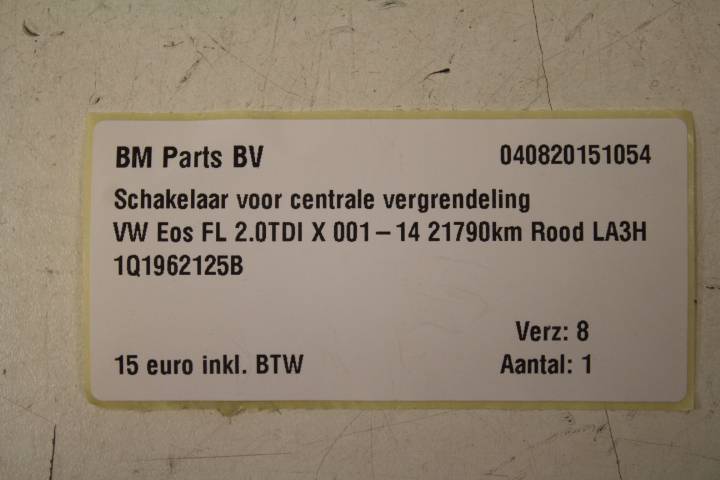 BM Parts BV 040820151054
Schakelaar voor centrale vergrendeling
VW Eos FL 2.0TDI X 001-14 21790km Rood LA3H
1Q1962125B
Verz: 8
15 euro inkl. BTW Aantal: 1